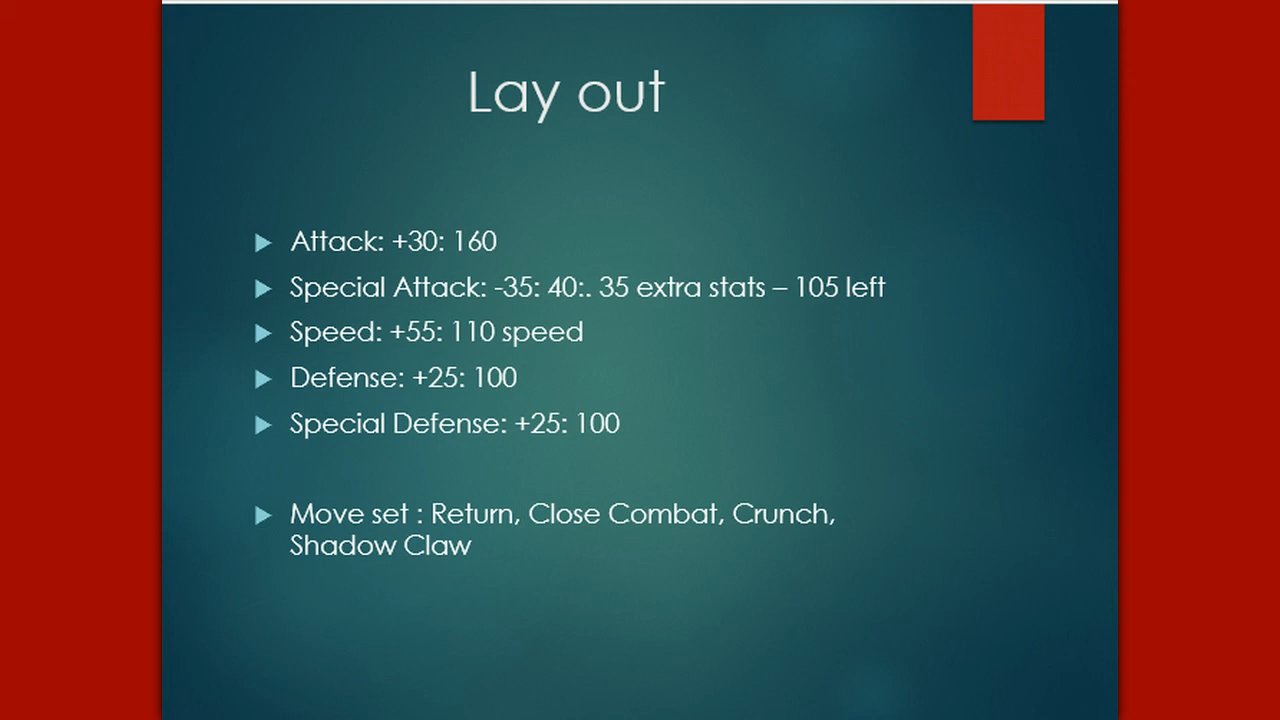 Lay out
Attack: +30: 160
Special Attack: -35: 40:. 35 extra stats – 105 left
Speed: +55: 110 speed
Defense: +25: 100
Special Defense: +25: 100
Move set : Return, Close Combat, Crunch,
Shadow Claw